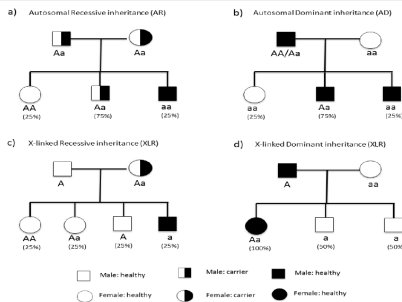 a) Autosomal Recessive inheritance (AR)
Aa
Aa
AA
(25%)
Aa
(75%)
aa
(25%)
b) Autosomal Dominant inheritance (AD)
AA/Aa
aa
aa
(25%)
Aa
(75%)
aa
(25%)
c) X-linked Recessive inheritance (XLR)
A
Aa
AA
(25%)
Aa
(25%)
A
(25%)
a
(25%)
d) X-linked Dominant inheritance (XLR)
A
aa
Aa
(100%)
a
(50%)
a
(50%
Male: healthy
Male: carrier
Male: healthy
Female: healthy
Female: carrier
Female: healthy